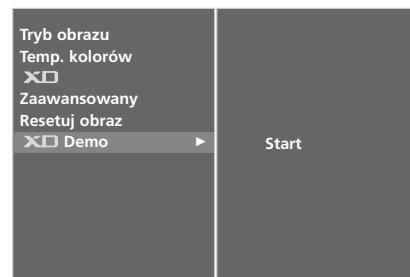 Tryb obrazu
Temp. kolorów
XD
Zaawansowany
Resetuj obraz
XD Demo ►
Start